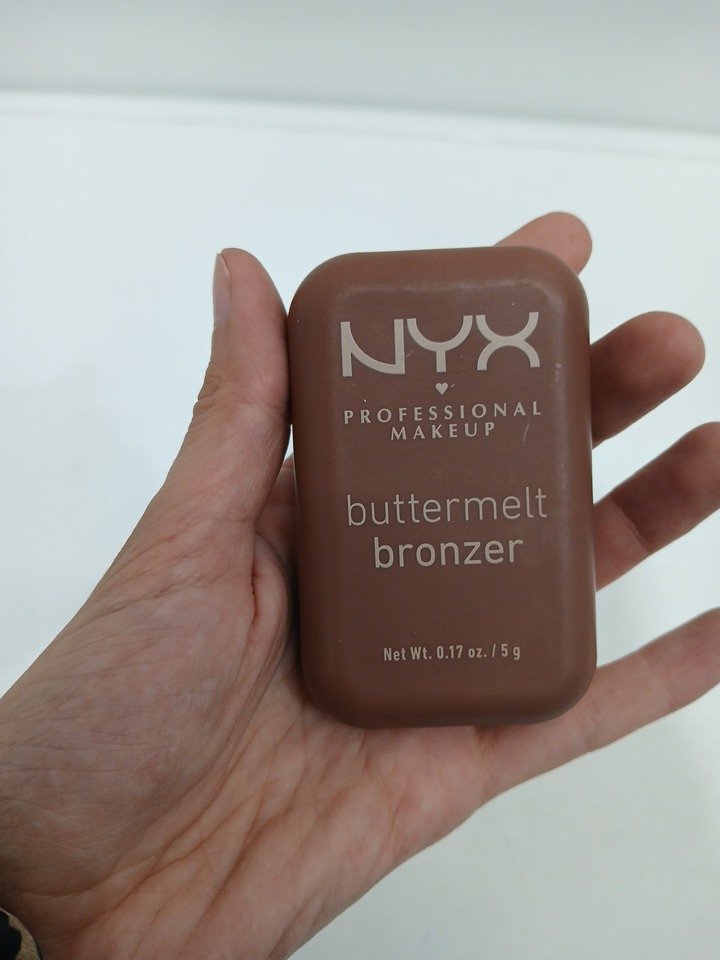 NYX
PROFESSIONAL
MAKEUP
buttermelt
bronzer
Net Wt. 0.17 oz. / 5 g